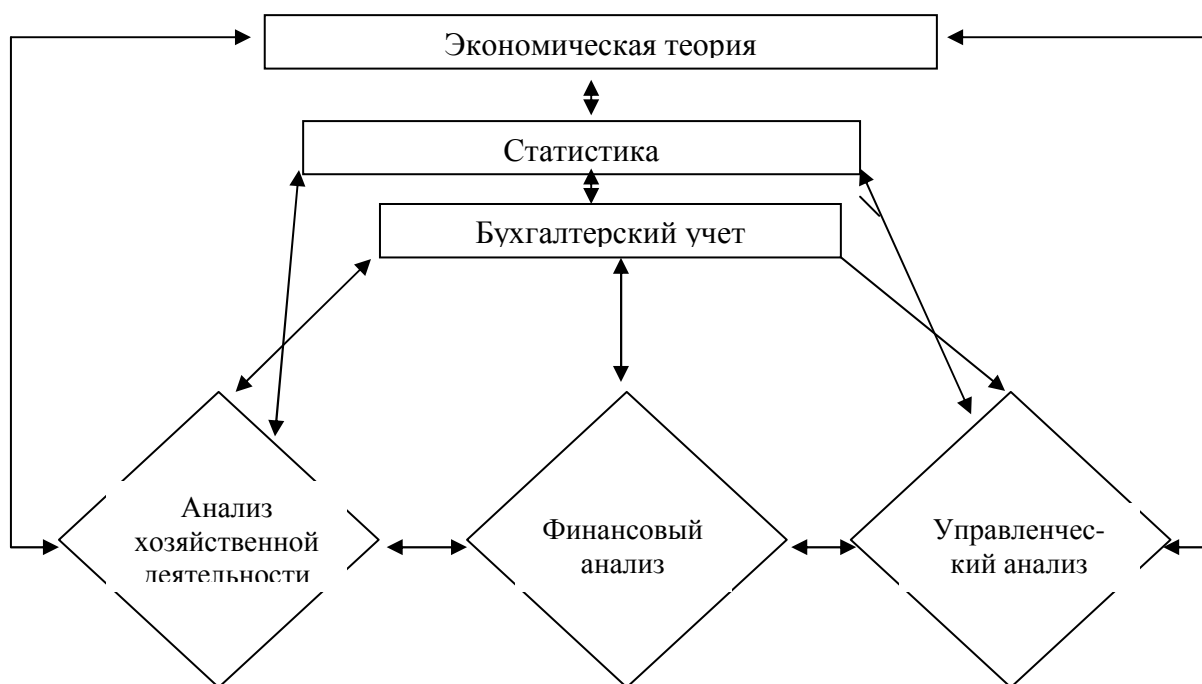 Экономическая теория
Статистика
Бухгалтерский учет
Анализ
хозяйственной
деятельности
Финансовый
анализ
Управленчес-
кий анализ